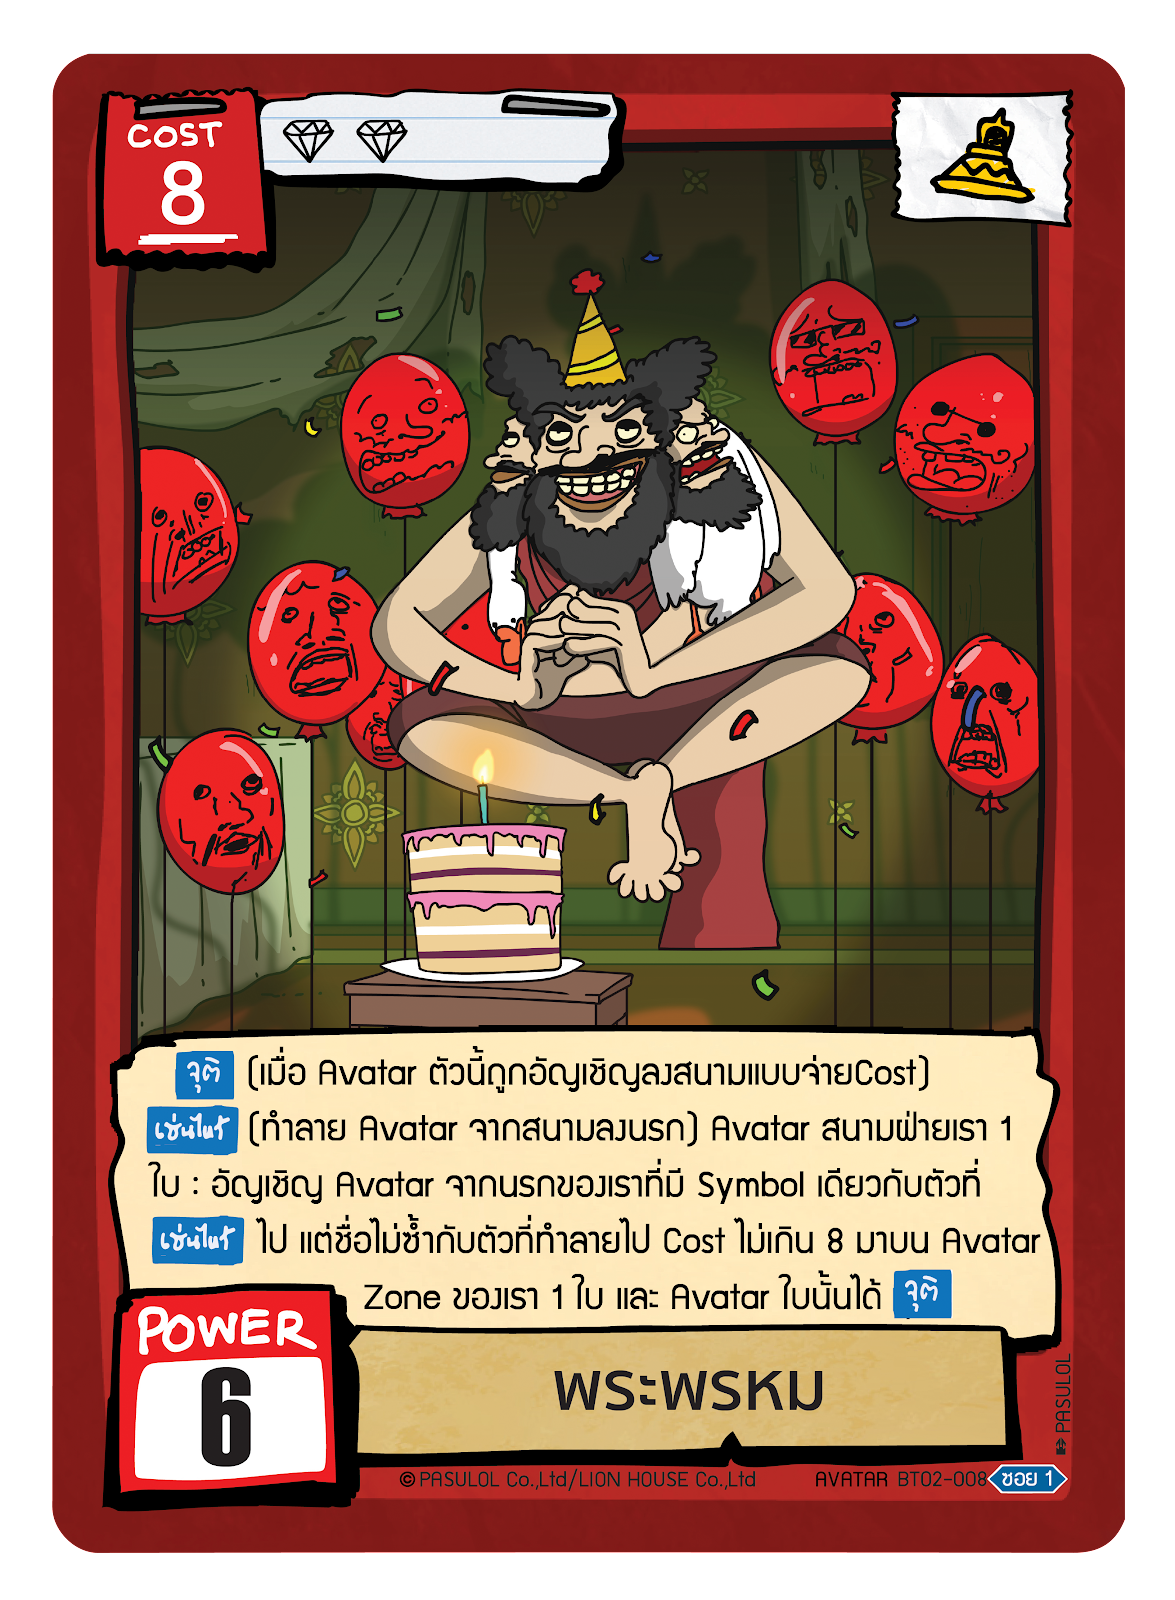 COST
8
จุติ (เมื่อ Avatar ตัวนี้ถูกอัญเชิญลงสนามแบบจ่ายCost)
เซ่นไหว้ (ทำลาย Avatar จากสนามลงนรก) Avatar สนามฝ่ายเรา 1
ใบ : อัญเชิญ Avatar จากนรกของเราที่มี Symbol เดียวกับตัวที่
เซ่นไหว้ ไป แต่ชื่อไม่ซ้ำกับตัวที่ทำลายไป Cost ไม่เกิน 8 มาบน Avatar
Zone ของเรา 1 ใบ และ Avatar ใบนั้นได้ จุติ
POWER
6
พระพรหม
PASULOL
© PASULOL Co.,Ltd/LION HOUSE Co.,Ltd AVATAR BT02-008 ซอย 1